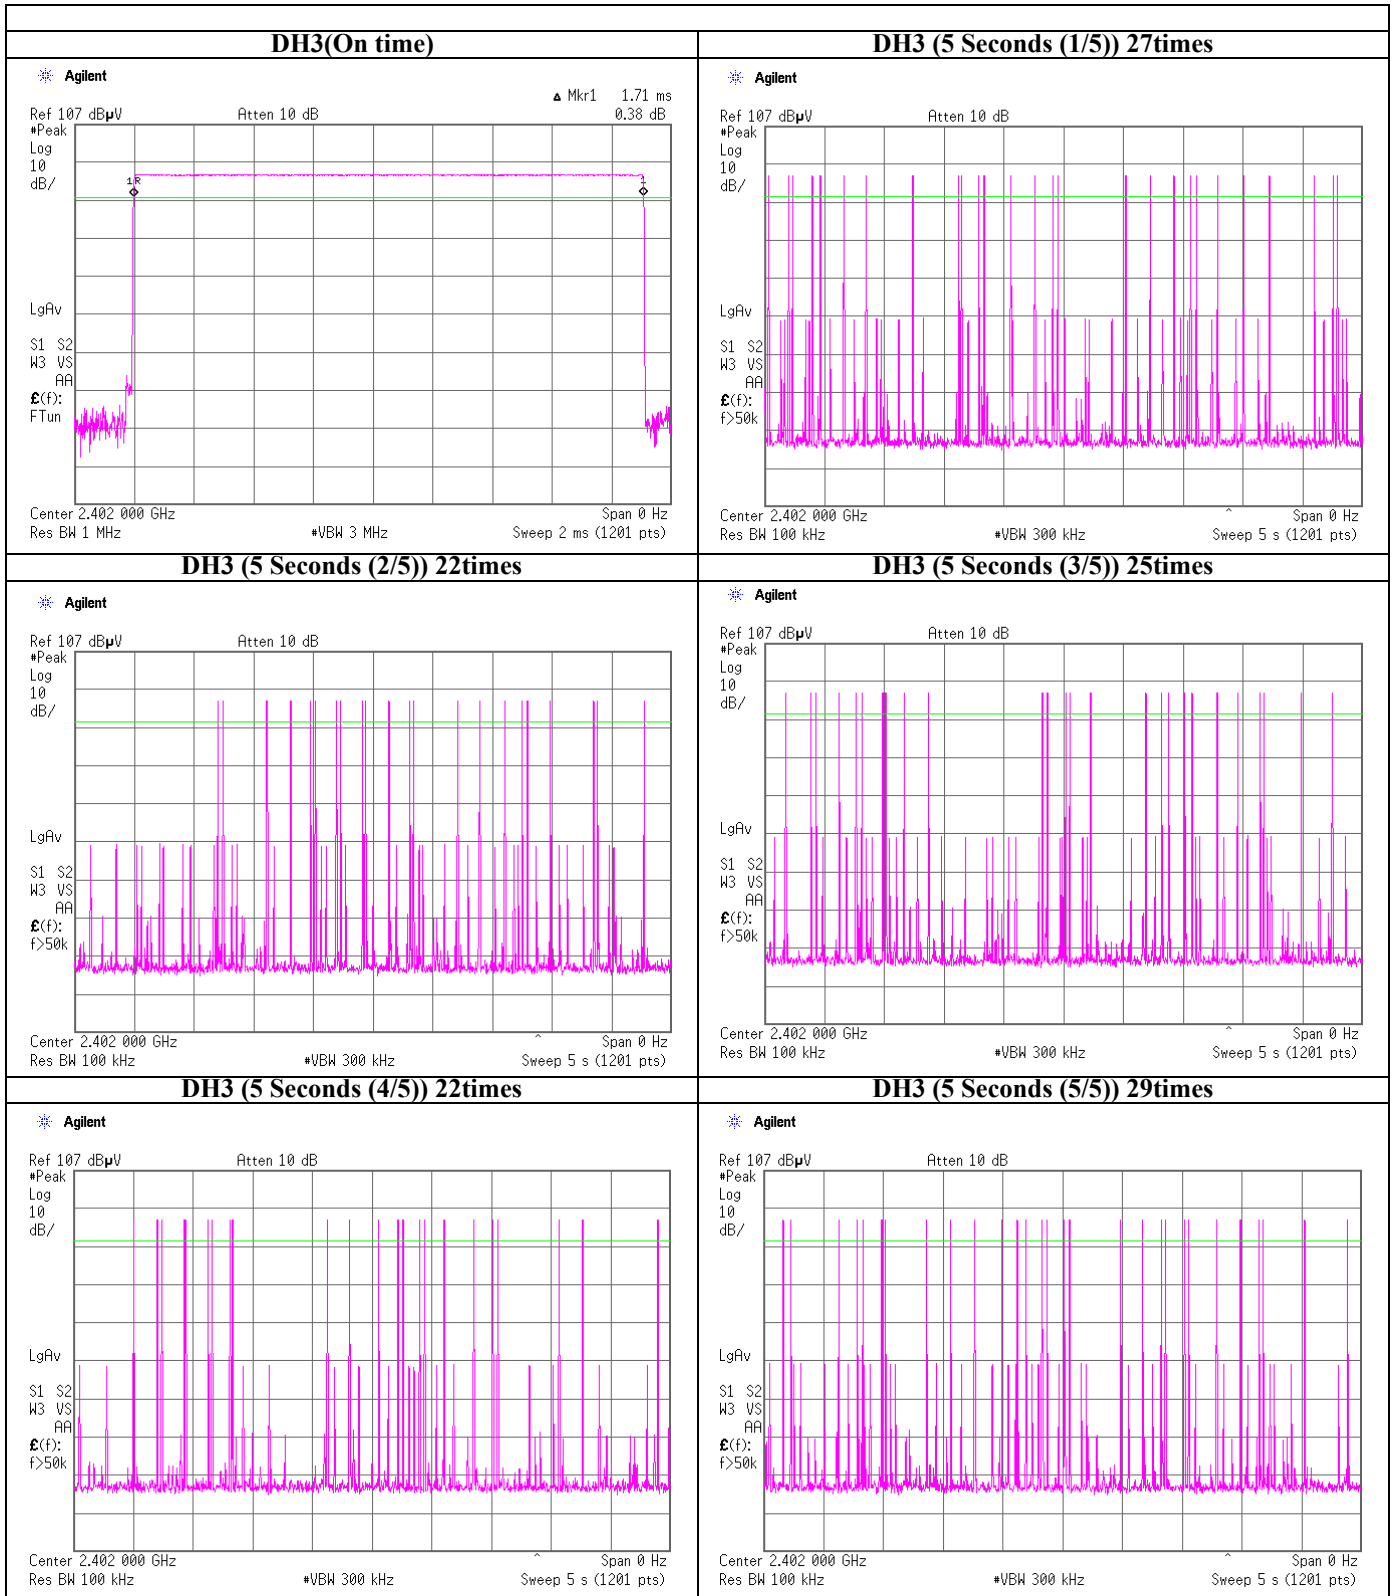 DH3(On time)
DH3 (5 Seconds (1/5)) 27times
Agilent
Δ Mkr1 1.71 ms
Ref 107 dBµV Atten 10 dB 0.38 dB
#Peak
Log
10
dB/
1R
1
LgAv
S1 S2
W3 VS
AA
£(f):
FTun
Center 2.402 000 GHz Span 0 Hz
Res BW 1 MHz #VBW 3 MHz Sweep 2 ms (1201 pts)
Agilent
Ref 107 dBµV Atten 10 dB
#Peak
Log
10
dB/
LgAv
S1 S2
W3 VS
AA
£(f):
f>50k
Center 2.402 000 GHz ^ Span 0 Hz
Res BW 100 kHz #VBW 300 kHz Sweep 5 s (1201 pts)
DH3 (5 Seconds (2/5)) 22times
DH3 (5 Seconds (3/5)) 25times
Agilent
Ref 107 dBµV Atten 10 dB
#Peak
Log
10
dB/
LgAv
S1 S2
W3 VS
AA
£(f):
f>50k
Center 2.402 000 GHz ^ Span 0 Hz
Res BW 100 kHz #VBW 300 kHz Sweep 5 s (1201 pts)
Agilent
Ref 107 dBµV Atten 10 dB
#Peak
Log
10
dB/
LgAv
S1 S2
W3 VS
AA
£(f):
f>50k
Center 2.402 000 GHz ^ Span 0 Hz
Res BW 100 kHz #VBW 300 kHz Sweep 5 s (1201 pts)
DH3 (5 Seconds (4/5)) 22times
DH3 (5 Seconds (5/5)) 29times
Agilent
Ref 107 dBµV Atten 10 dB
#Peak
Log
10
dB/
LgAv
S1 S2
W3 VS
AA
£(f):
f>50k
Center 2.402 000 GHz ^ Span 0 Hz
Res BW 100 kHz #VBW 300 kHz Sweep 5 s (1201 pts)
Agilent
Ref 107 dBµV Atten 10 dB
#Peak
Log
10
dB/
LgAv
S1 S2
W3 VS
AA
£(f):
f>50k
Center 2.402 000 GHz ^ Span 0 Hz
Res BW 100 kHz #VBW 300 kHz Sweep 5 s (1201 pts)